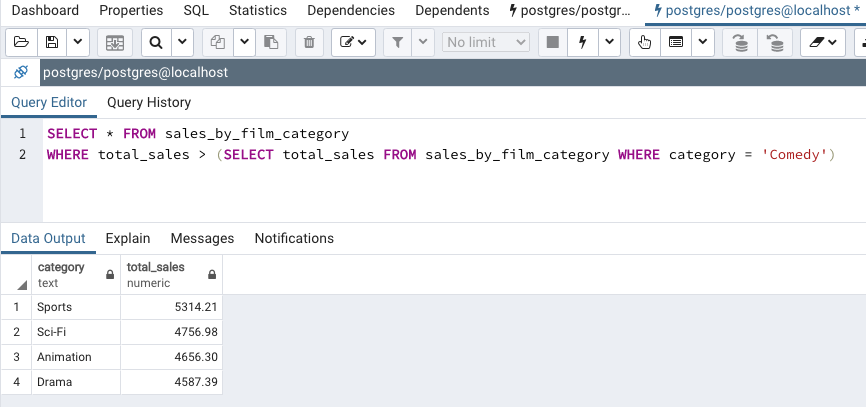 Dashboard Properties SQL Statistics Dependencies Dependents postgres/postgr... postgres/postgres@localhost *
No limit
postgres/postgres@localhost
Query Editor Query History
1 SELECT * FROM sales_by_film_category
2 WHERE total_sales > (SELECT total_sales FROM sales_by_film_category WHERE category = 'Comedy')
Data Output Explain Messages Notifications
category total_sales
text numeric
1 Sports 5314.21
2 Sci-Fi 4756.98
3 Animation 4656.30
4 Drama 4587.39